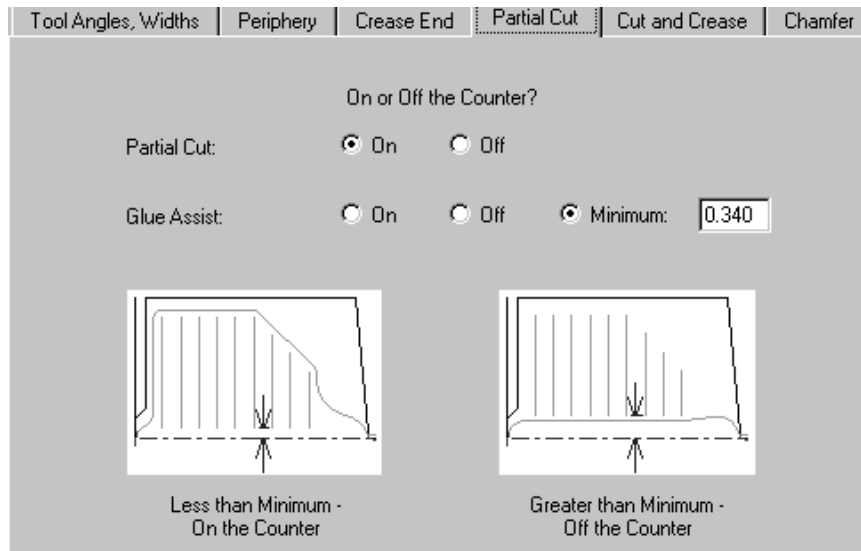 Tool Angles, Widths Periphery Crease End Partial Cut Cut and Crease Chamfer
On or Off the Counter?
Partial Cut: On Off
Glue Assist: On Off Minimum: 0.340
Less than Minimum - Greater than Minimum -
On the Counter Off the Counter